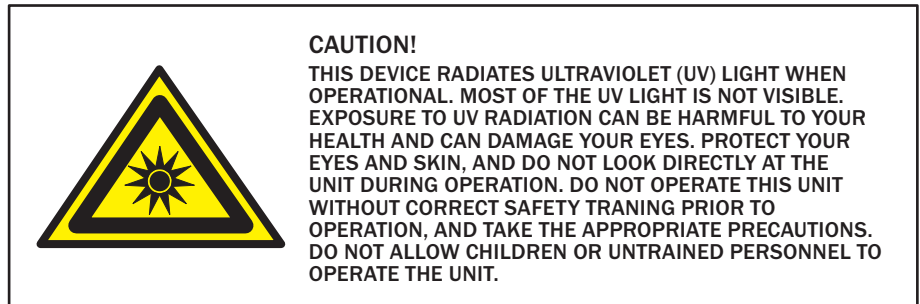 CAUTION!
THIS DEVICE RADIATES ULTRAVIOLET (UV) LIGHT WHEN
OPERATIONAL. MOST OF THE UV LIGHT IS NOT VISIBLE.
EXPOSURE TO UV RADIATION CAN BE HARMFUL TO YOUR
HEALTH AND CAN DAMAGE YOUR EYES. PROTECT YOUR
EYES AND SKIN, AND DO NOT LOOK DIRECTLY AT THE
UNIT DURING OPERATION. DO NOT OPERATE THIS UNIT
WITHOUT CORRECT SAFETY TRANING PRIOR TO
OPERATION, AND TAKE THE APPROPRIATE PRECAUTIONS.
DO NOT ALLOW CHILDREN OR UNTRAINED PERSONNEL TO
OPERATE THE UNIT.